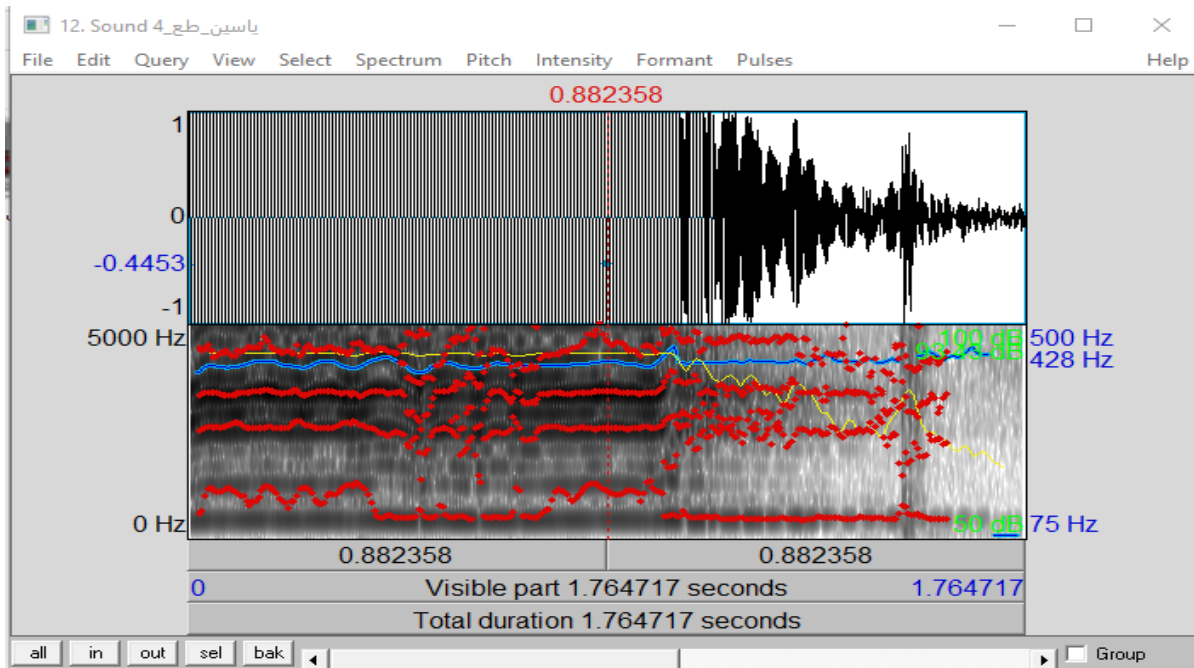 12. Sound 4_ياسين_طع
File Edit Query View Select Spectrum Pitch Intensity Formant Pulses Help
0.882358
1
0
-0.4453
-1
5000 Hz
100 dB 500 Hz
428 Hz
0 Hz
50 dB 75 Hz
0.882358 0.882358
0 Visible part 1.764717 seconds 1.764717
Total duration 1.764717 seconds
all in out sel bak Group